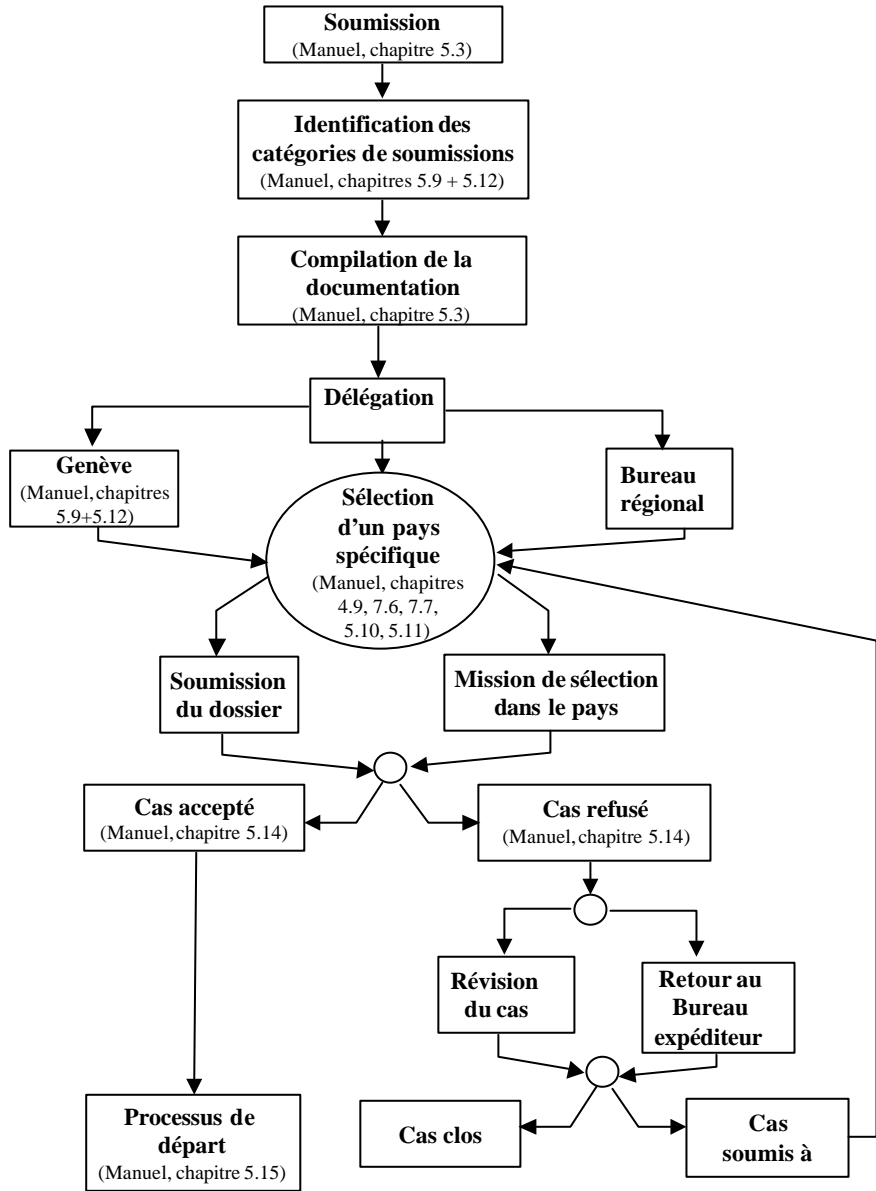 Soumission
(Manuel, chapitre 5.3)
Identification des
catégories de soumissions
(Manuel, chapitres 5.9 + 5.12)
Compilation de la
documentation
(Manuel, chapitre 5.3)
Délégation
Genève
(Manuel, chapitres
5.9+5.12)
Sélection
d'un pays
spécifique
(Manuel, chapitres
4.9, 7.6, 7.7,
5.10, 5.11)
Bureau
régional
Soumission
du dossier
Mission de sélection
dans le pays
Cas accepté
(Manuel, chapitre 5.14)
Cas refusé
(Manuel, chapitre 5.14)
Révision
du cas
Retour au
Bureau
expéditeur
Processus de
départ
(Manuel, chapitre 5.15)
Cas clos
Cas
soumis à